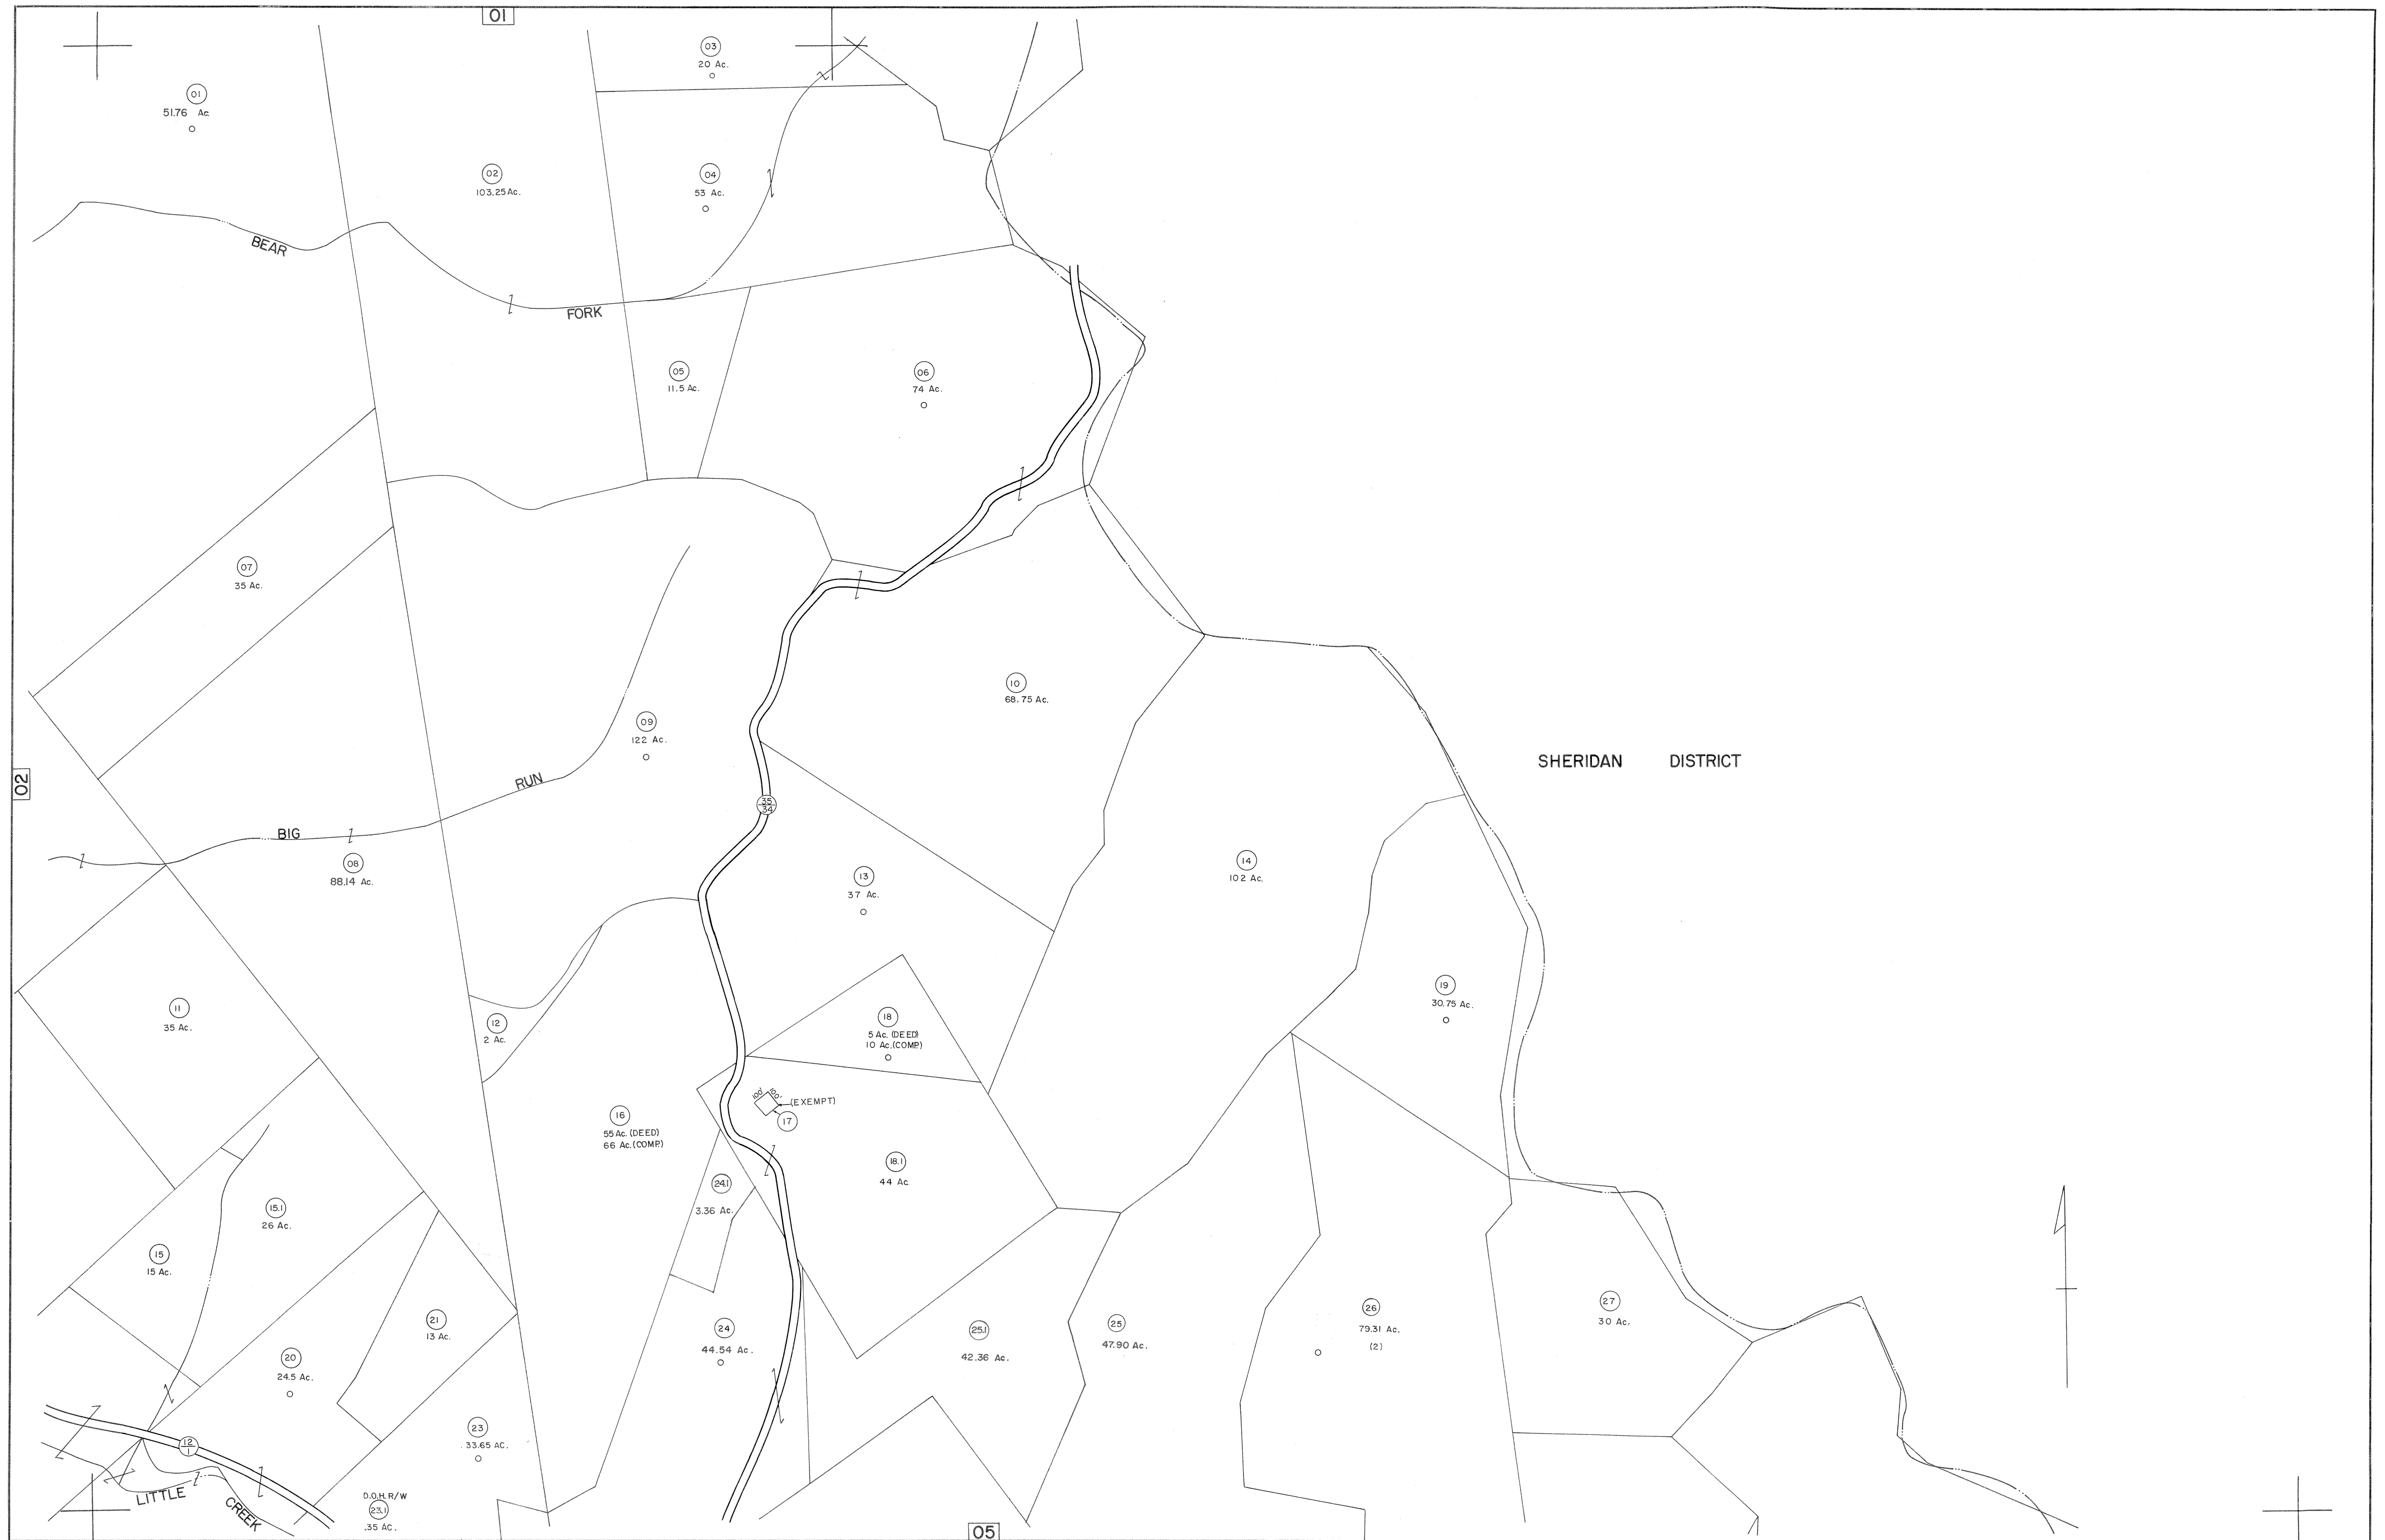 01
03
20 Ac.
01
51.76 Ac.
02
103.25 Ac.
04
53 Ac.
BEAR
FORK
05
11.5 Ac.
06
74 Ac.
07
35 Ac.
10
68.75 Ac.
09
122 Ac.
SHERIDAN DISTRICT
02
RUN
35
34
BIG
08
88.14 Ac.
14
102 Ac.
13
37 Ac.
19
30.75 Ac.
11
35 Ac.
12
2 Ac.
18
5 Ac. (DEED)
10 Ac. (COMP.)
100'
100'
(EXEMPT)
17
16
55 Ac. (DEED)
66 Ac. (COMP.)
18.1
44 Ac
24.1
3.36 Ac.
15.1
26 Ac.
15
15 Ac.
21
13 Ac.
24
44.54 Ac.
25.1
42.36 Ac.
25
47.90 Ac.
26
79.31 Ac.
(2)
27
30 Ac.
20
24.5 Ac.
23
33.65 AC.
12
1
LITTLE
CREEK
D.O.H. R/W
23.1
.35 AC.
05